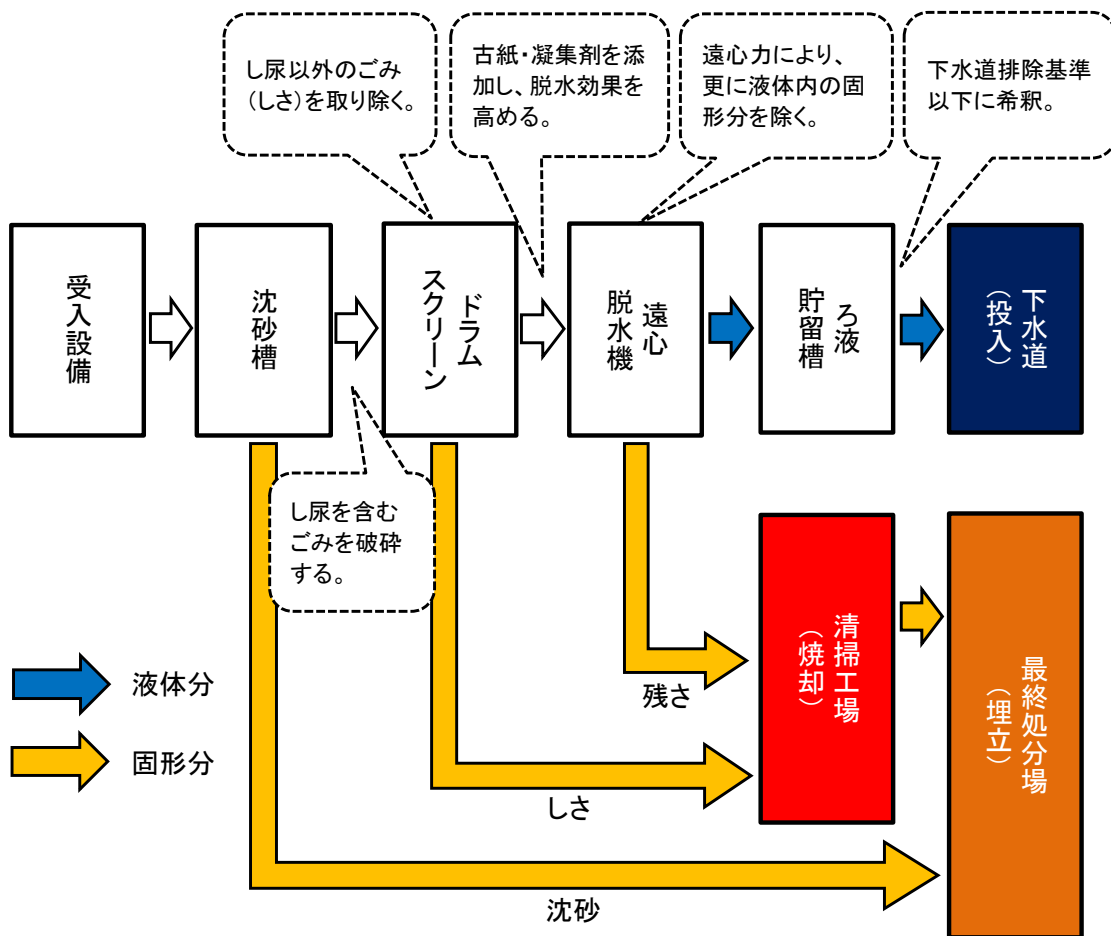 し尿以外のごみ
（しさ）を取り除く。
古紙・凝集剤を添
加し、脱水効果を
高める。
遠心力により、
更に液体内の固
形分を除く。
下水道排除基準
以下に希釈。
受入設備
沈砂槽
ドラム
スクリーン
遠心
脱水機
ろ液
貯留槽
下水道
（投入）
し尿を含む
ごみを破砕
する。
清掃工場
（焼却）
最終処分場
（埋立）
液体分
固形分
残さ
しさ
沈砂